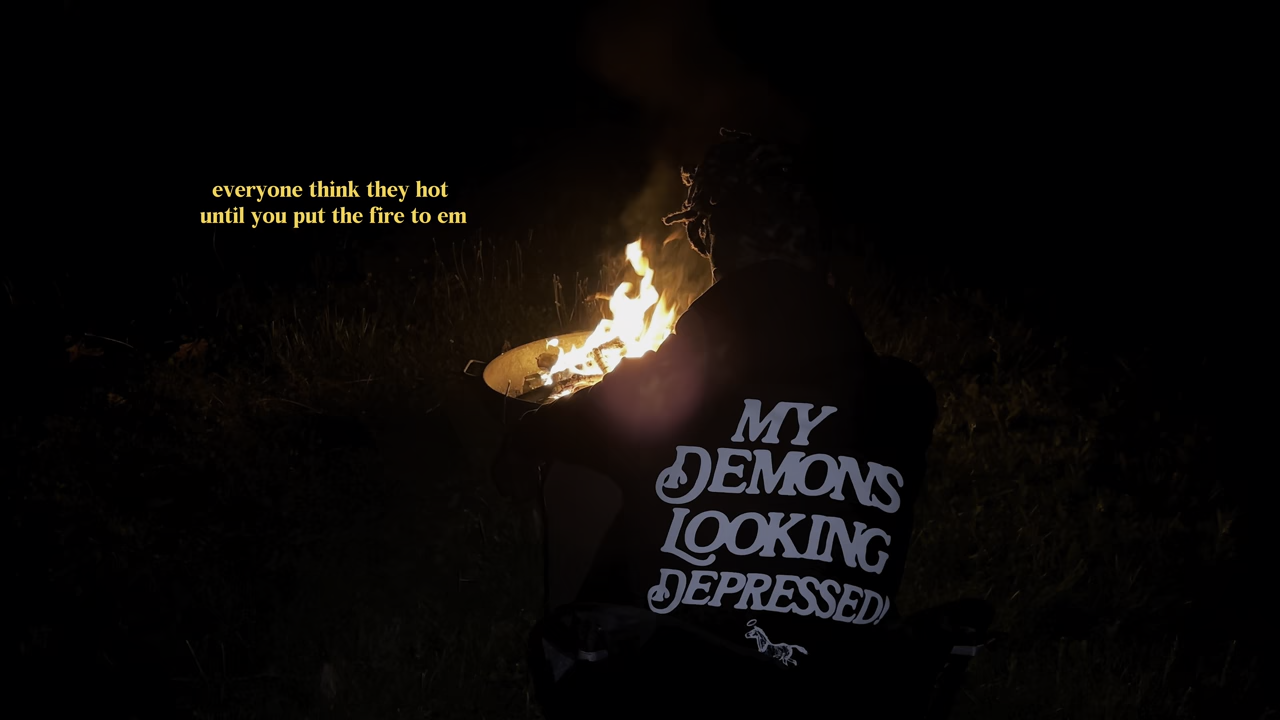 everyone think they hot
until you put the fire to em
MY
DEMONS
LOOKING
DEPRESSED!